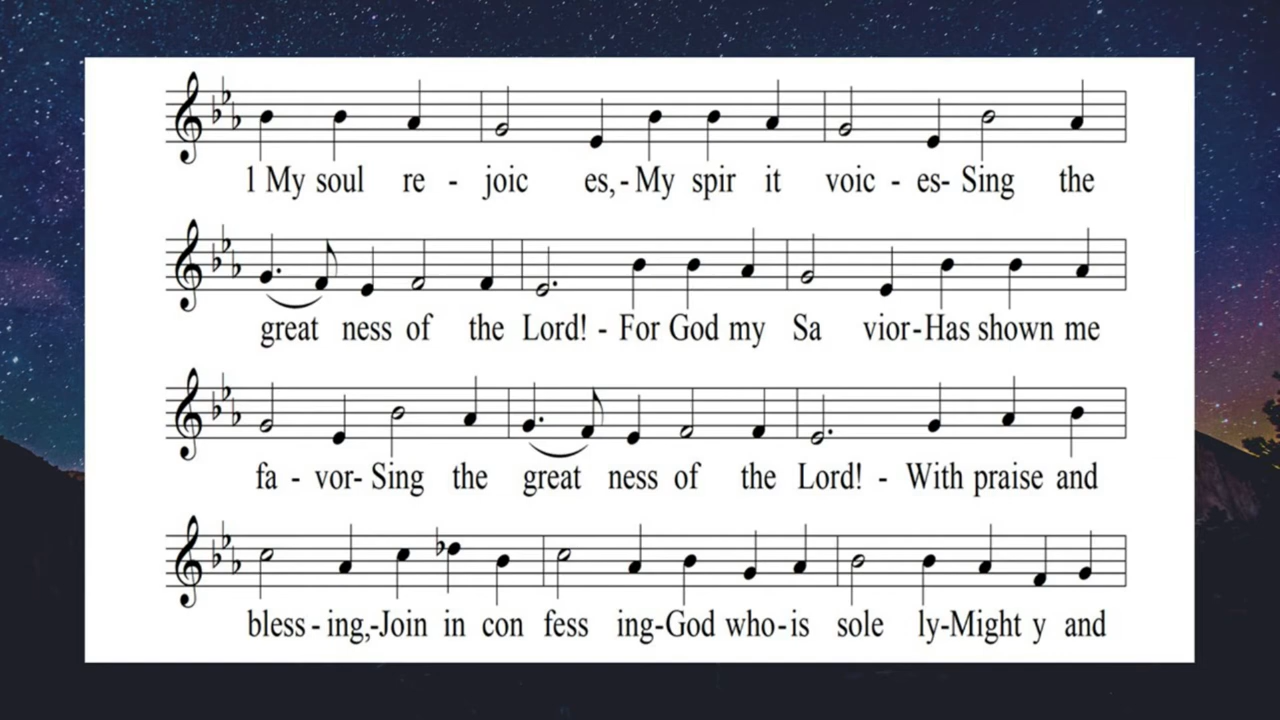 1 My soul re - joic es,- My spir it voic - es- Sing the
great ness of the Lord! - For God my Sa vior-Has shown me
fa - vor- Sing the great ness of the Lord! - With praise and
bless - ing,-Join in con fess ing-God who-is sole ly-Might y and